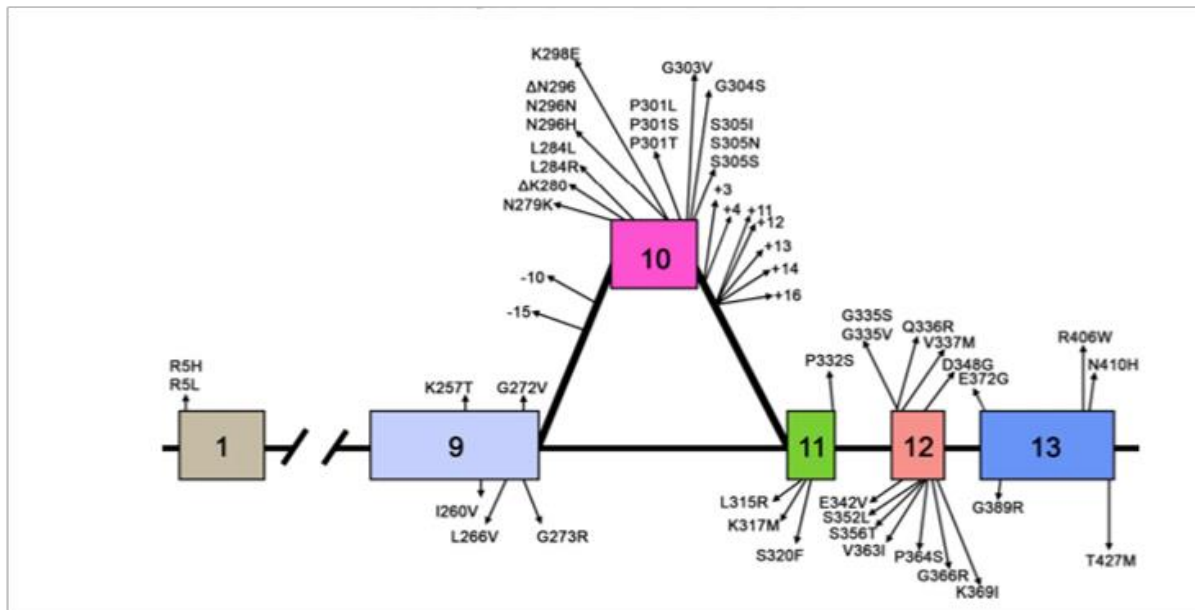 K298E
G303V
G304S
ΔN296
N296N
N296H
P301L
P301S
P301T
S305I
S305N
S305S
L284L
L284R
ΔK280
N279K
+3
+4
+11
+12
+13
+14
+16
10
-10
-15
R5H
R5L
K257T
G272V
P332S
G335S
G335V
Q336R
V337M
D348G
E372G
R406W
N410H
1
9
11
12
13
I260V
L266V
G273R
L315R
K317M
S320F
E342V
S352L
S356T
V363I
P364S
G366R
K369I
G389R
T427M